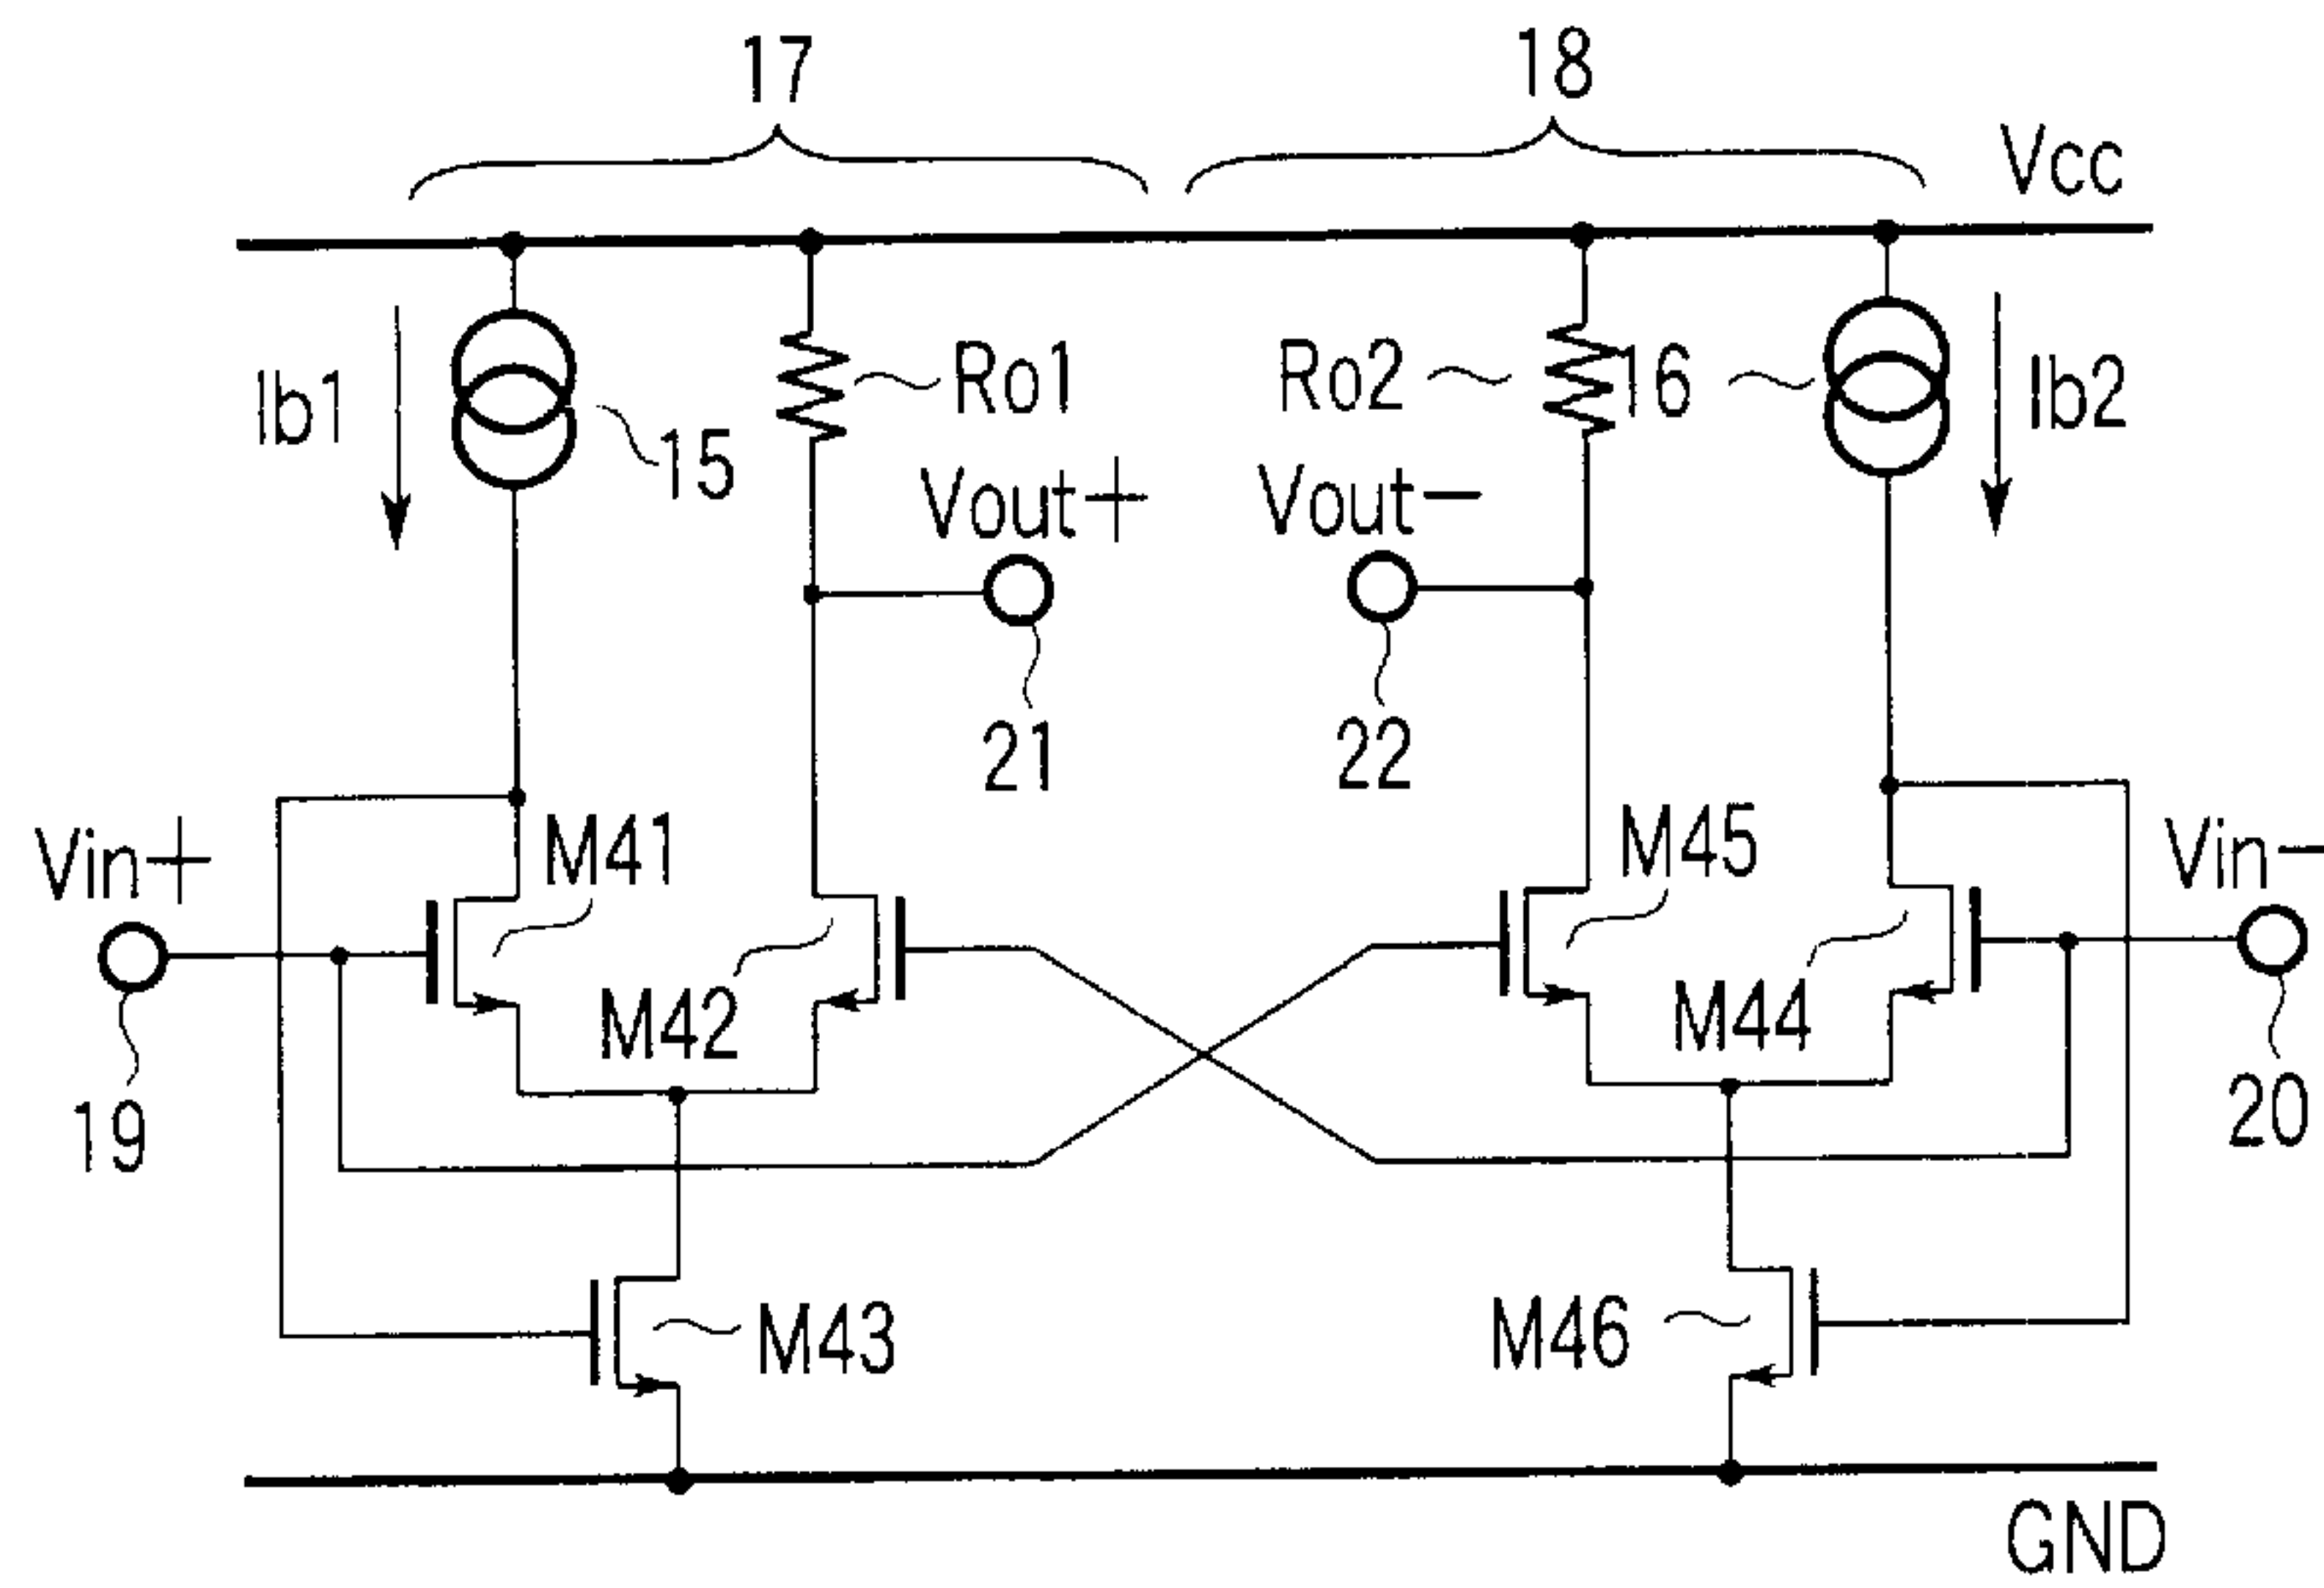 17
18
Vcc
Ib1
15
Ro1
Ro2
16
Ib2
Vout+
Vout−
21
22
Vin+
M41
M45
Vin−
M42
M44
19
20
M43
M46
GND